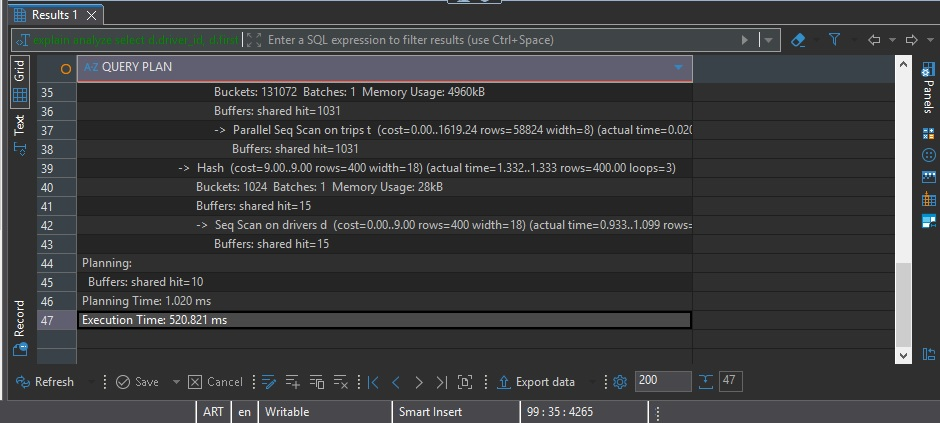 Results 1
explain analyze select d.driver_id, d.first
Enter a SQL expression to filter results (use Ctrl+Space)
Grid
Text
Record
Panels
A-Z QUERY PLAN
35 Buckets: 131072 Batches: 1 Memory Usage: 4960kB
36 Buffers: shared hit=1031
37 -> Parallel Seq Scan on trips t (cost=0.00..1619.24 rows=58824 width=8) (actual time=0.020
38 Buffers: shared hit=1031
39 -> Hash (cost=9.00..9.00 rows=400 width=18) (actual time=1.332..1.333 rows=400.00 loops=3)
40 Buckets: 1024 Batches: 1 Memory Usage: 28kB
41 Buffers: shared hit=15
42 -> Seq Scan on drivers d (cost=0.00..9.00 rows=400 width=18) (actual time=0.933..1.099 rows=
43 Buffers: shared hit=15
44 Planning:
45 Buffers: shared hit=10
46 Planning Time: 1.020 ms
47 Execution Time: 520.821 ms
Refresh Save Cancel Export data 200 47
ART en Writable Smart Insert 99 : 35 : 4265